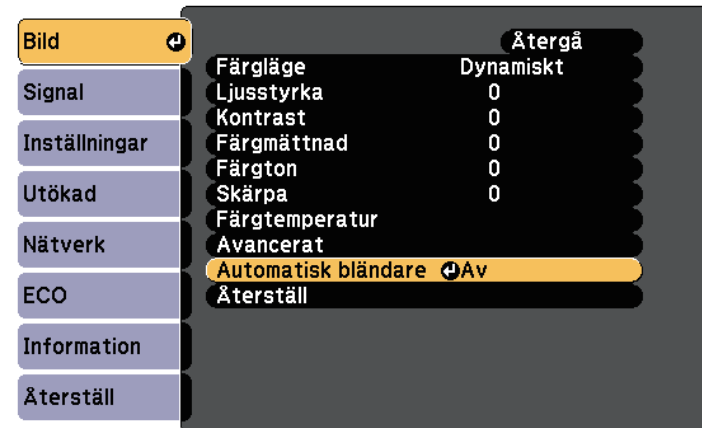 Bild
Signal
Inställningar
Utökad
Nätverk
ECO
Information
Återställ
Återgå
Färgläge Dynamiskt
Ljusstyrka 0
Kontrast 0
Färgmättnad 0
Färgton 0
Skärpa 0
Färgtemperatur
Avancerat
Automatisk bländare Av
Återställ